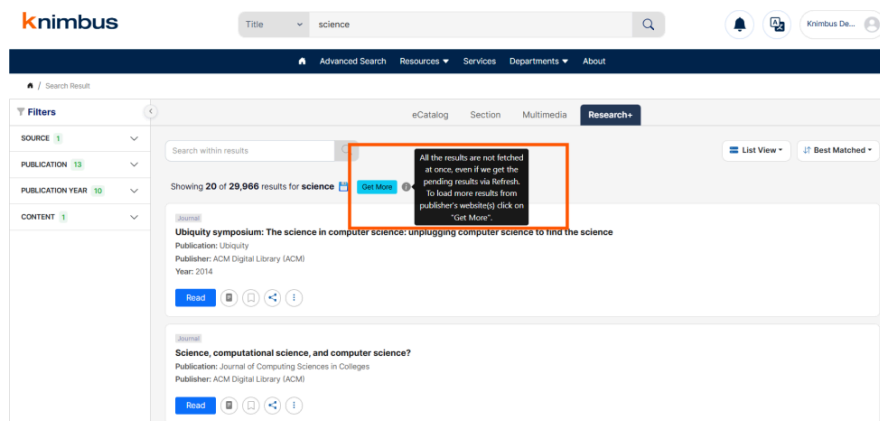 knimbus
Title
science
Knimbus De...
Advanced Search Resources Services Departments About
/ Search Result
Filters
eCatalog Section Multimedia Research+
SOURCE 1
PUBLICATION 13
PUBLICATION YEAR 10
CONTENT 1
Search within results
List View
Best Matched
Showing 20 of 29,966 results for science
Get More
All the results are not fetched
at once, even if we get the
pending results via Refresh.
To load more results from
publisher's website(s) click on
"Get More".
Journal
Ubiquity symposium: The science in computer science: unplugging computer science to find the science
Publication: Ubiquity
Publisher: ACM Digital Library (ACM)
Year: 2014
Read
Journal
Science, computational science, and computer science?
Publication: Journal of Computing Sciences in Colleges
Publisher: ACM Digital Library (ACM)
Read